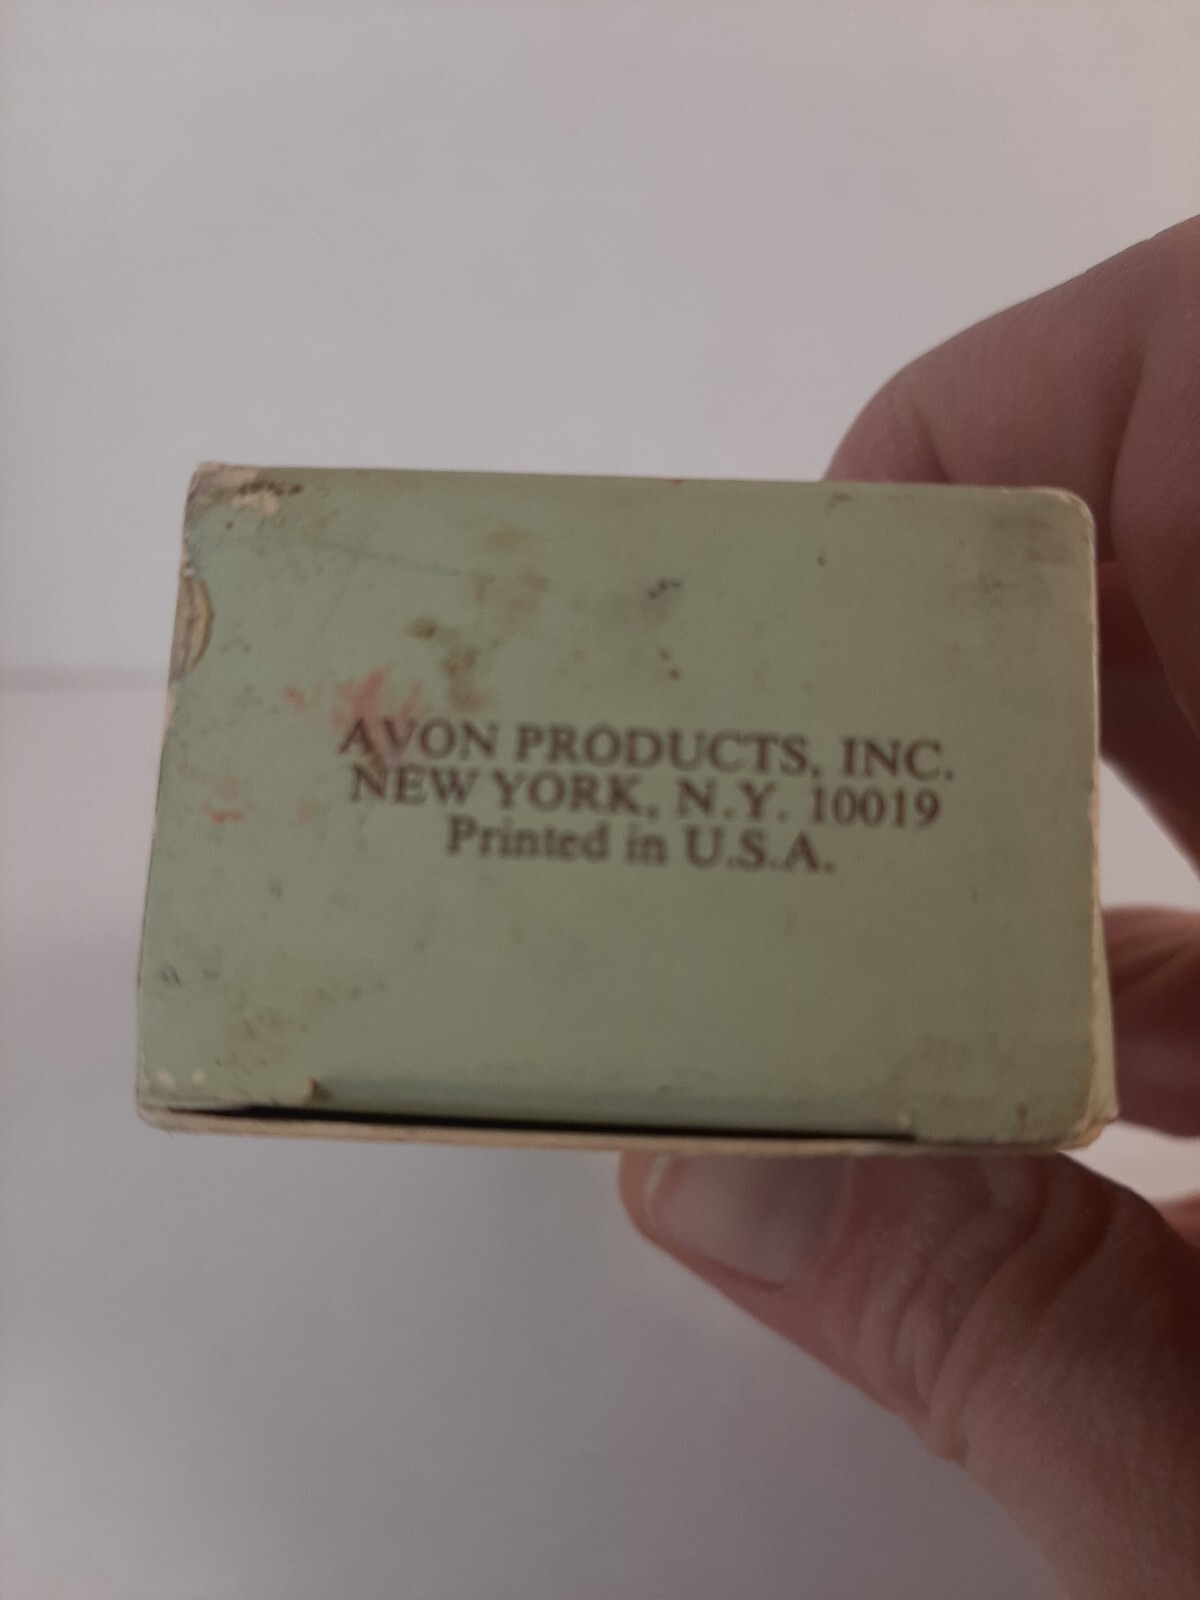 AVON PRODUCTS, INC.
NEW YORK, N.Y. 10019
Printed in U.S.A.